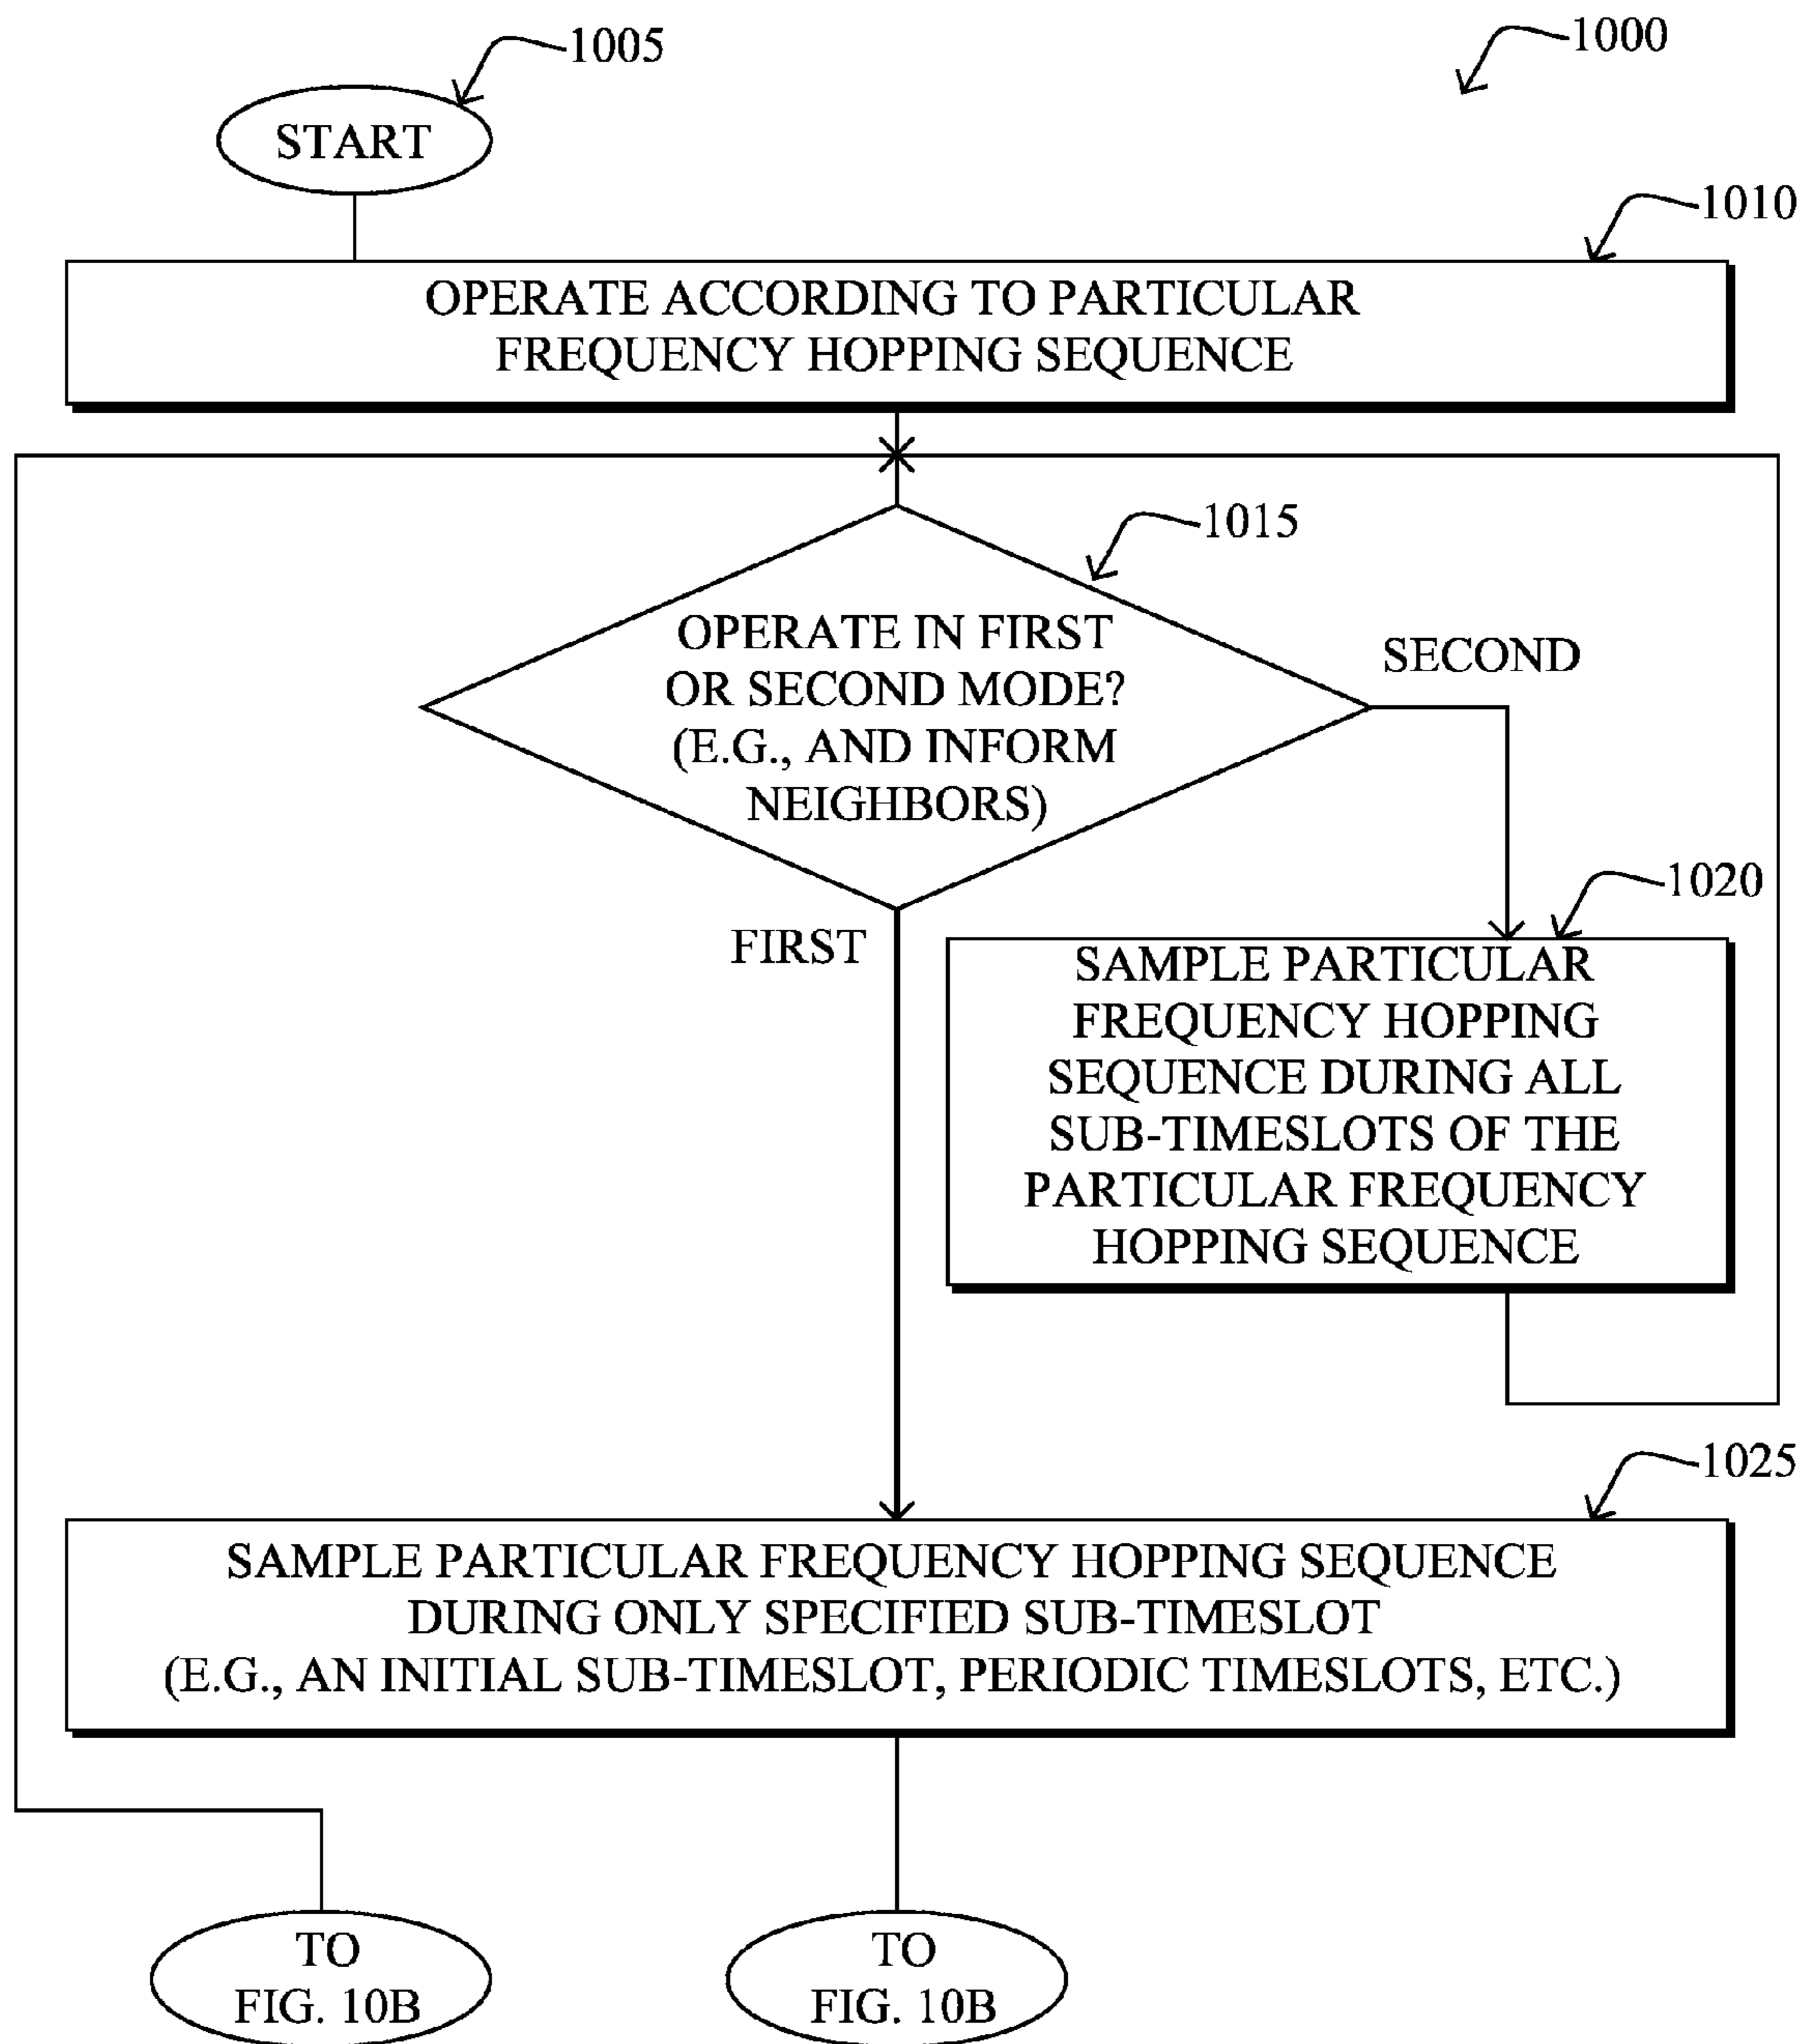 1005
1000
START
1010
OPERATE ACCORDING TO PARTICULAR
FREQUENCY HOPPING SEQUENCE
1015
OPERATE IN FIRST
OR SECOND MODE?
(E.G., AND INFORM
NEIGHBORS)
SECOND
FIRST
1020
SAMPLE PARTICULAR
FREQUENCY HOPPING
SEQUENCE DURING ALL
SUB-TIMESLOTS OF THE
PARTICULAR FREQUENCY
HOPPING SEQUENCE
1025
SAMPLE PARTICULAR FREQUENCY HOPPING SEQUENCE
DURING ONLY SPECIFIED SUB-TIMESLOT
(E.G., AN INITIAL SUB-TIMESLOT, PERIODIC TIMESLOTS, ETC.)
TO
FIG. 10B
TO
FIG. 10B